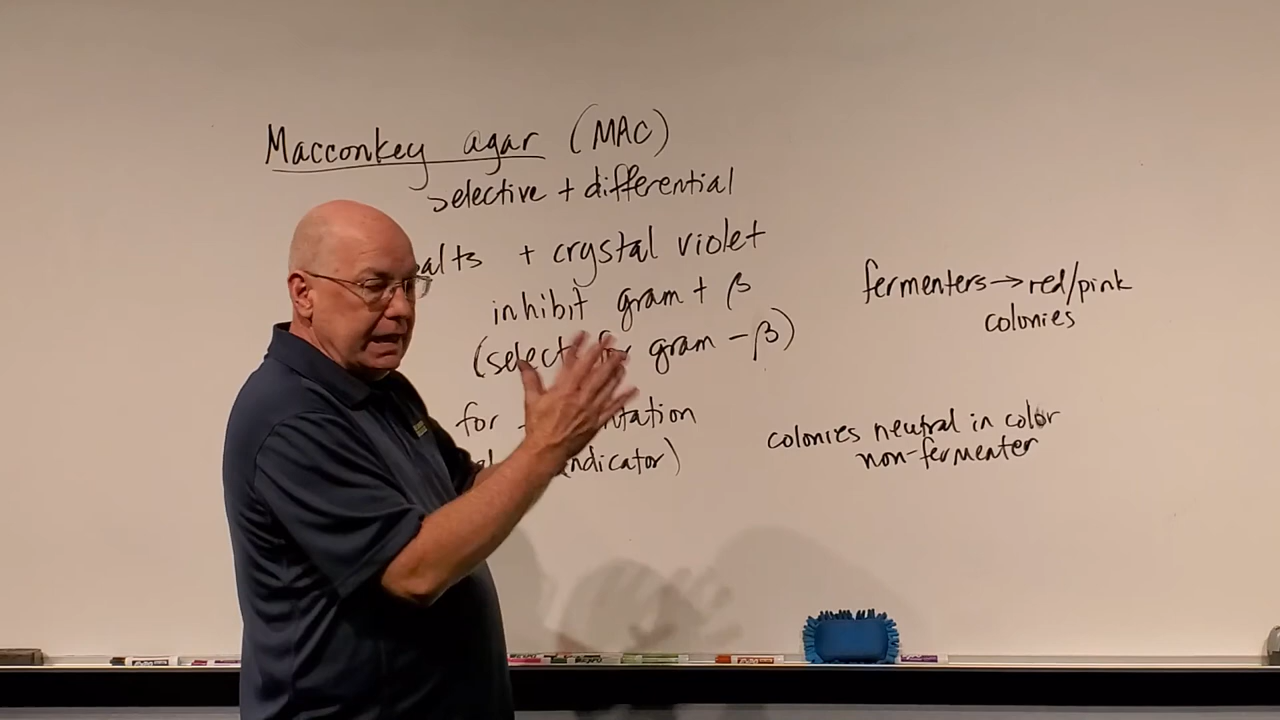 Macconkey agar (MAC)
selective + differential
alts + crystal violet
inhibit gram + β
(select for gram - β)
for ntation
ndicator)
fermenters → red/pink
colonies
colonies neutral in color
non-fermenter